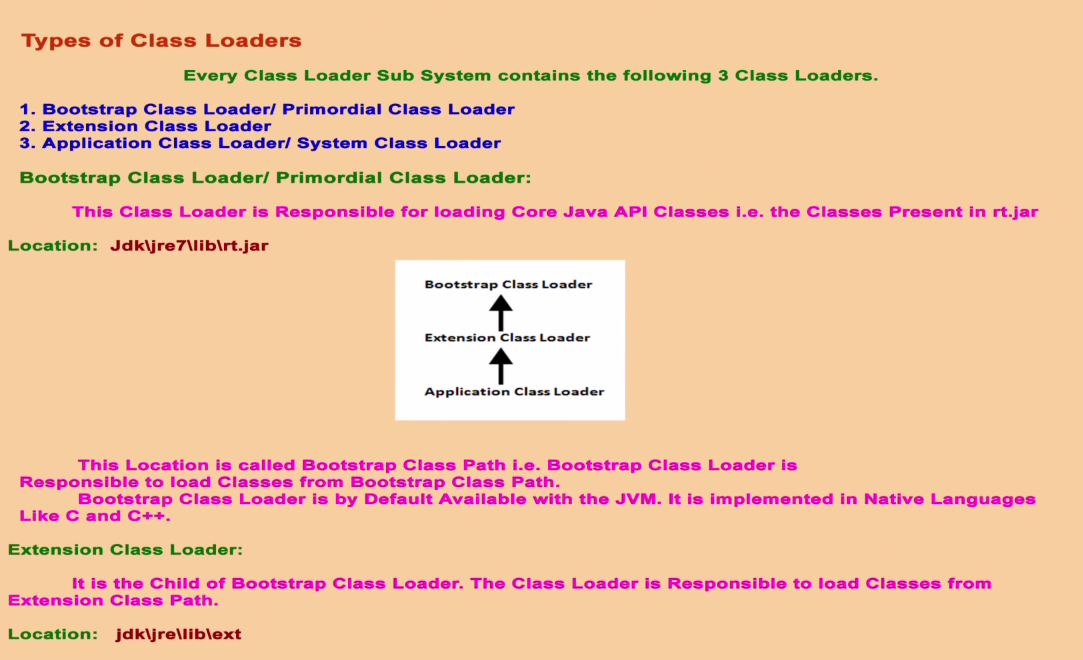 Types of Class Loaders
Every Class Loader Sub System contains the following 3 Class Loaders.
1. Bootstrap Class Loader/ Primordial Class Loader
2. Extension Class Loader
3. Application Class Loader/ System Class Loader
Bootstrap Class Loader/ Primordial Class Loader:
This Class Loader is Responsible for loading Core Java API Classes i.e. the Classes Present in rt.jar
Location: Jdk\jre7\lib\rt.jar
Bootstrap Class Loader
Extension Class Loader
Application Class Loader
This Location is called Bootstrap Class Path i.e. Bootstrap Class Loader is
Responsible to load Classes from Bootstrap Class Path.
Bootstrap Class Loader is by Default Available with the JVM. It is implemented in Native Languages
Like C and C++.
Extension Class Loader:
It is the Child of Bootstrap Class Loader. The Class Loader is Responsible to load Classes from
Extension Class Path.
Location: jdk\jre\lib\ext